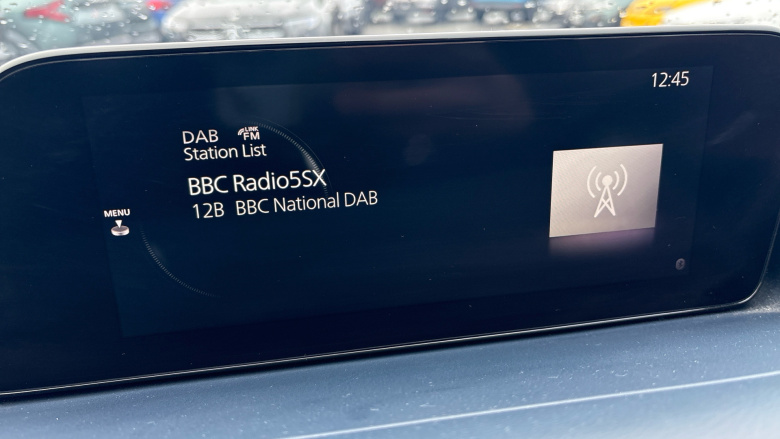 12:45
DAB LINK FM
Station List
BBC Radio5SX
12B BBC National DAB
MENU